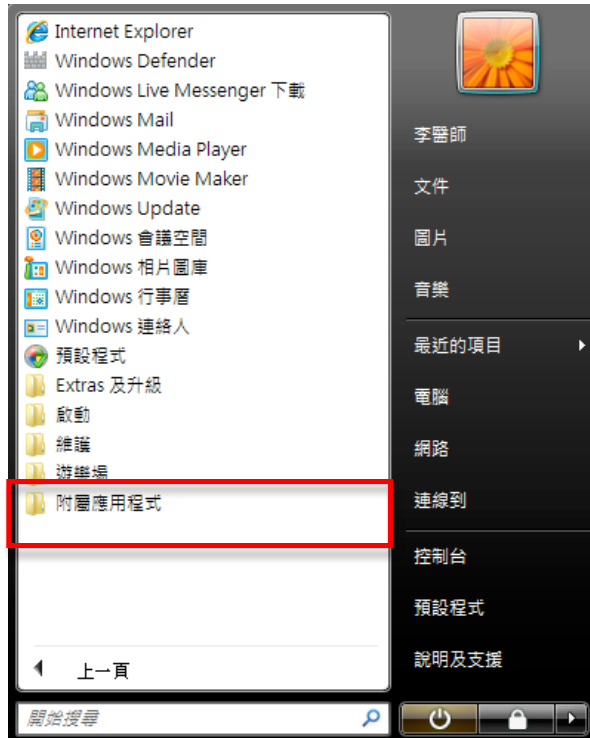 Internet Explorer
Windows Defender
Windows Live Messenger 下載
Windows Mail
Windows Media Player
Windows Movie Maker
Windows Update
Windows 會議空間
Windows 相片圖庫
Windows 行事曆
Windows 連絡人
預設程式
Extras 及升級
啟動
維護
遊樂場
附屬應用程式
上一頁
開始搜尋
李醫師
文件
圖片
音樂
最近的項目
電腦
網路
連線到
控制台
預設程式
說明及支援